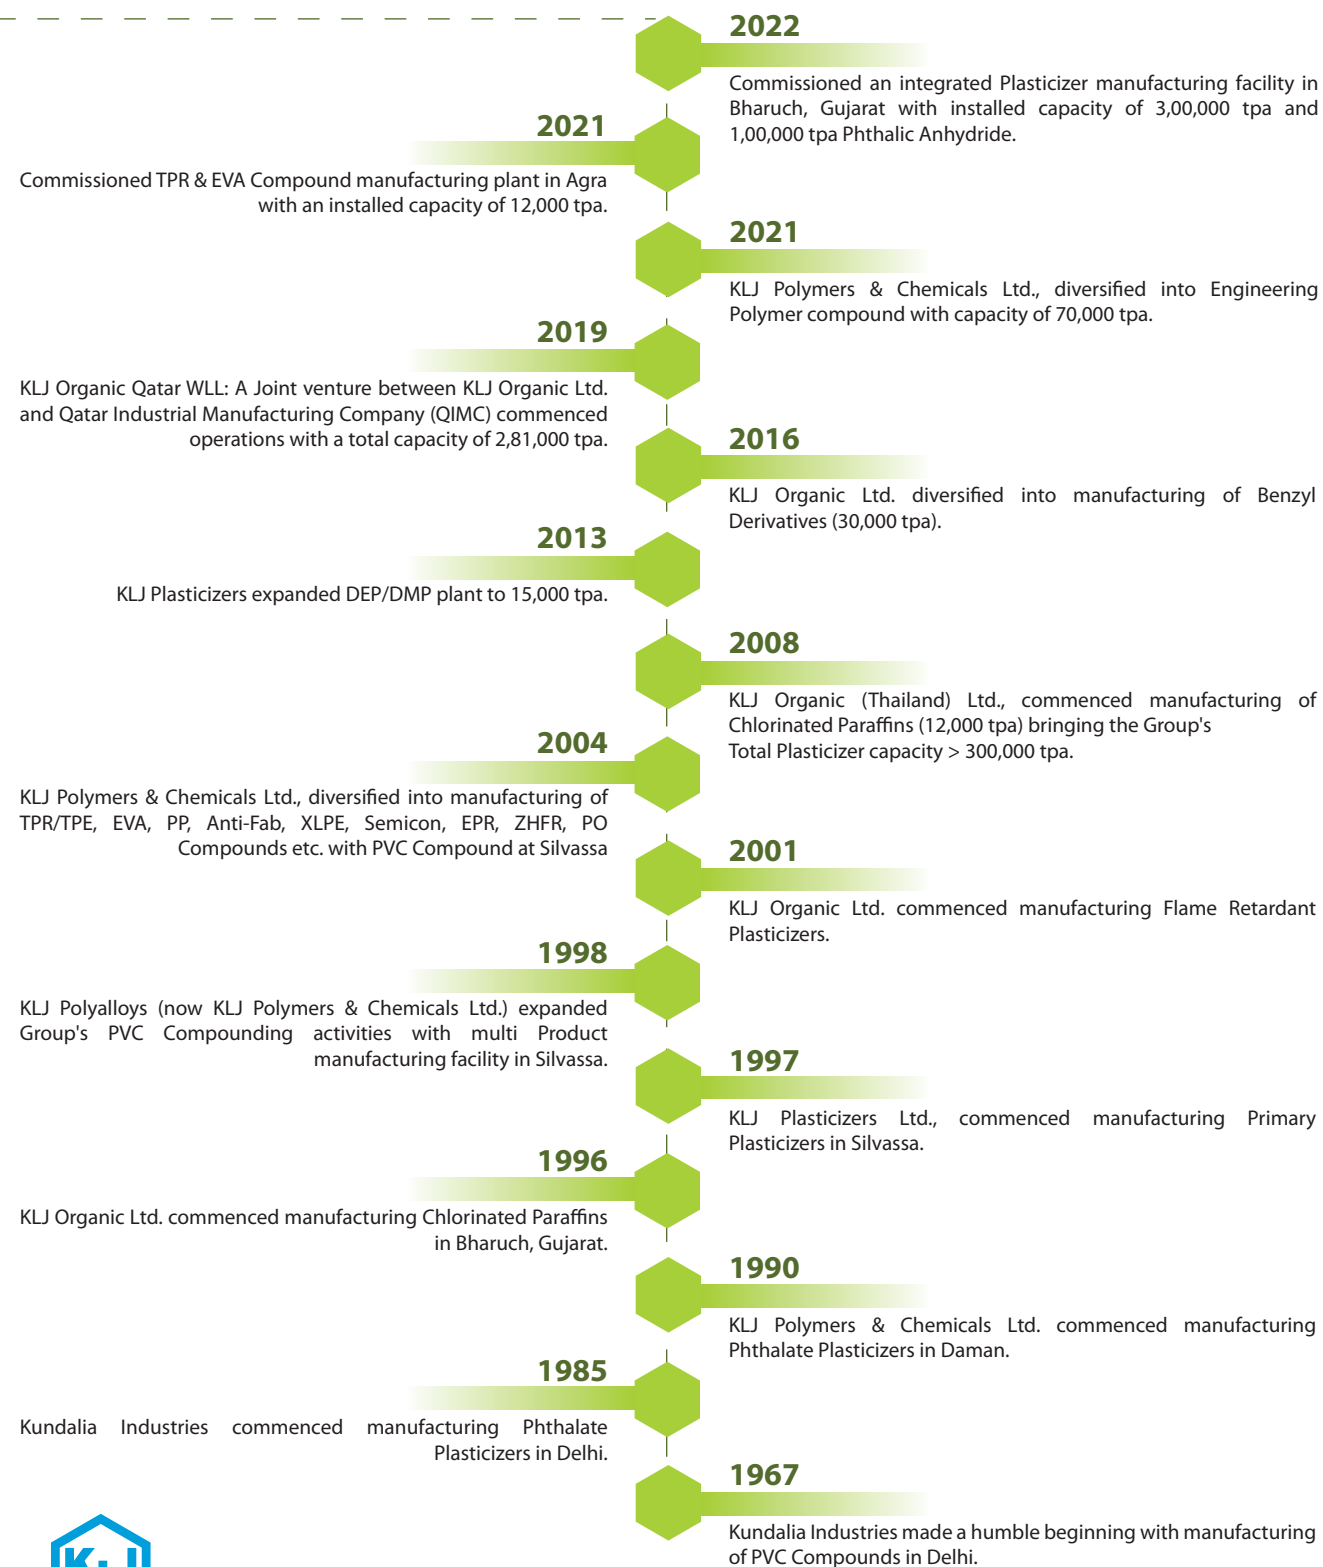 2022
Commissioned an integrated Plasticizer manufacturing facility in
Bharuch, Gujarat with installed capacity of 3,00,000 tpa and
1,00,000 tpa Phthalic Anhydride.
2021
Commissioned TPR & EVA Compound manufacturing plant in Agra
with an installed capacity of 12,000 tpa.
2021
KLJ Polymers & Chemicals Ltd., diversified into Engineering
Polymer compound with capacity of 70,000 tpa.
2019
KLJ Organic Qatar WLL: A Joint venture between KLJ Organic Ltd.
and Qatar Industrial Manufacturing Company (QIMC) commenced
operations with a total capacity of 2,81,000 tpa.
2016
KLJ Organic Ltd. diversified into manufacturing of Benzyl
Derivatives (30,000 tpa).
2013
KLJ Plasticizers expanded DEP/DMP plant to 15,000 tpa.
2008
KLJ Organic (Thailand) Ltd., commenced manufacturing of
Chlorinated Paraffins (12,000 tpa) bringing the Group's
Total Plasticizer capacity > 300,000 tpa.
2004
KLJ Polymers & Chemicals Ltd., diversified into manufacturing of
TPR/TPE, EVA, PP, Anti-Fab, XLPE, Semicon, EPR, ZHFR, PO
Compounds etc. with PVC Compound at Silvassa
2001
KLJ Organic Ltd. commenced manufacturing Flame Retardant
Plasticizers.
1998
KLJ Polyalloys (now KLJ Polymers & Chemicals Ltd.) expanded
Group's PVC Compounding activities with multi Product
manufacturing facility in Silvassa.
1997
KLJ Plasticizers Ltd., commenced manufacturing Primary
Plasticizers in Silvassa.
1996
KLJ Organic Ltd. commenced manufacturing Chlorinated Paraffins
in Bharuch, Gujarat.
1990
KLJ Polymers & Chemicals Ltd. commenced manufacturing
Phthalate Plasticizers in Daman.
1985
Kundalia Industries commenced manufacturing Phthalate
Plasticizers in Delhi.
1967
Kundalia Industries made a humble beginning with manufacturing
of PVC Compounds in Delhi.